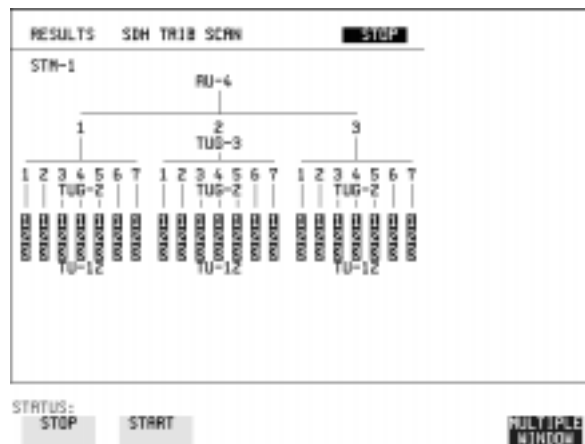 RESULTS SDH TRIB SCAN STOP
STM-1
AU-4
1 2 3
TUG-3
1 2 3 4 5 6 7 1 2 3 4 5 6 7 1 2 3 4 5 6 7
TUG-2 TUG-2 TUG-2
TU-12 TU-12 TU-12
STATUS:
STOP START MULTIPLE
WINDOW